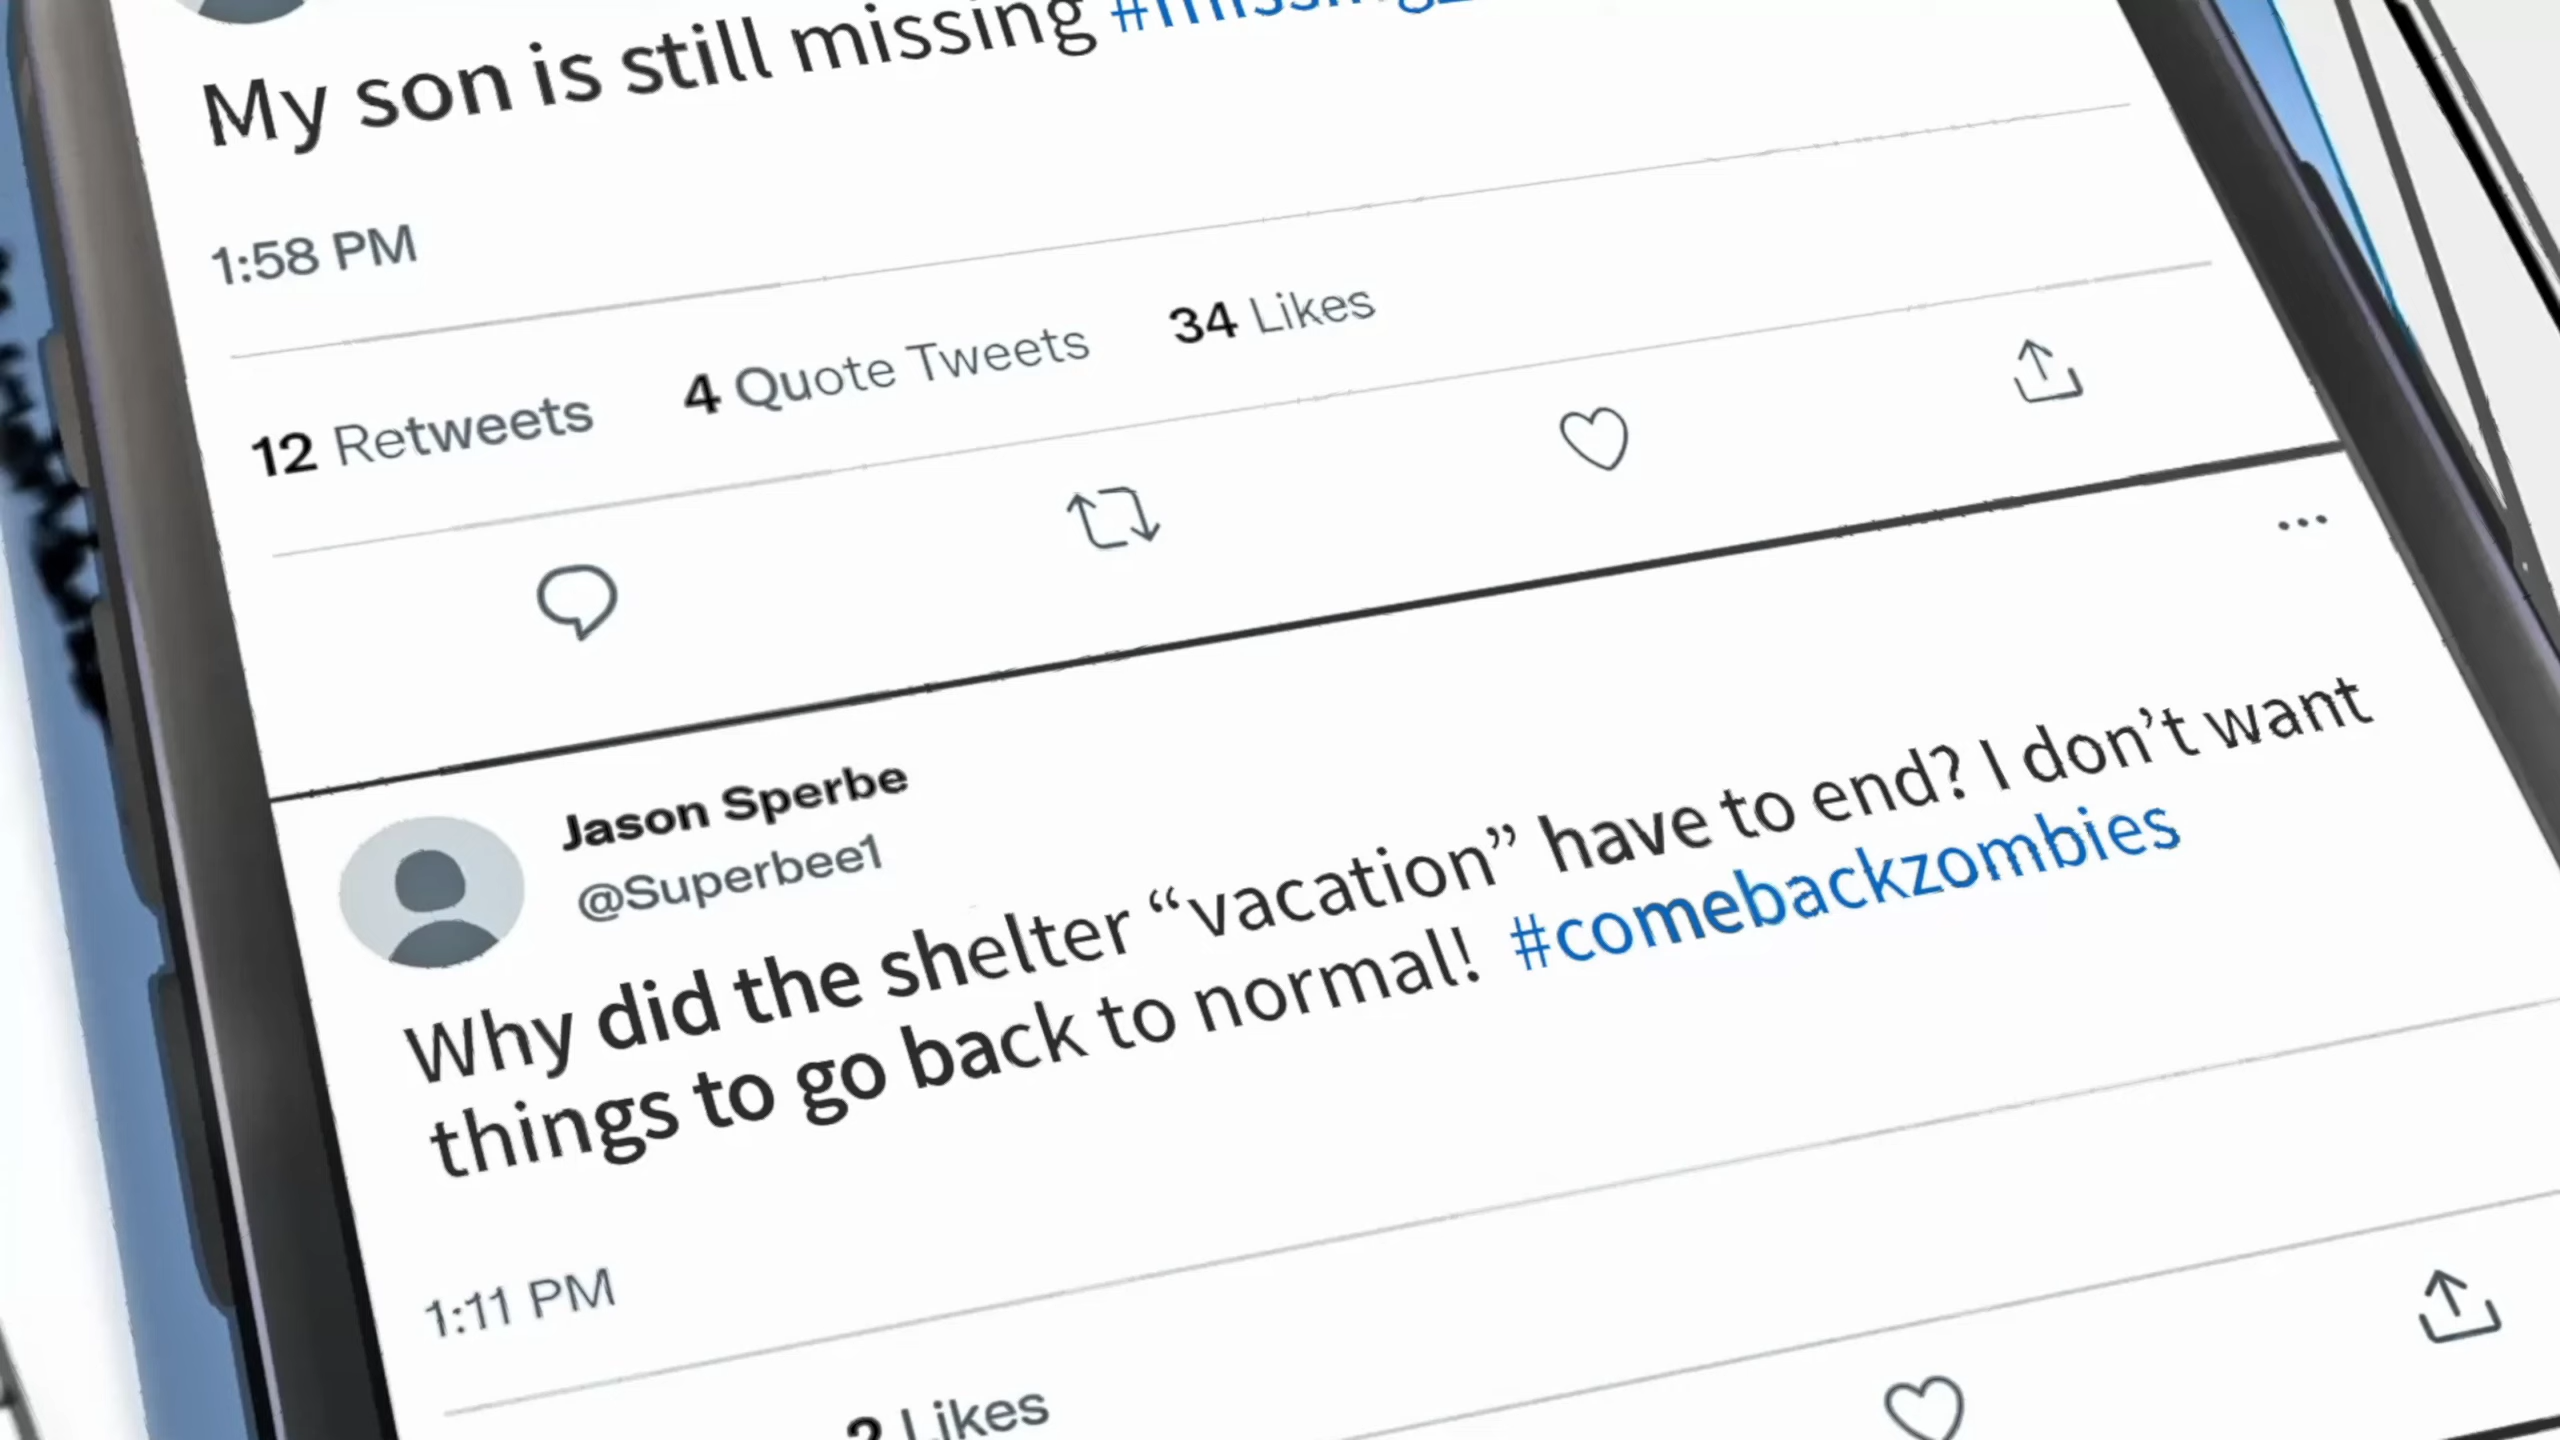 My son is still missing
1:58 PM
12 Retweets 4 Quote Tweets 34 Likes
Jason Sperbe
@Superbee1
Why did the shelter “vacation” have to end? I don’t want
things to go back to normal! #comebackzombies
1:11 PM
2 Likes